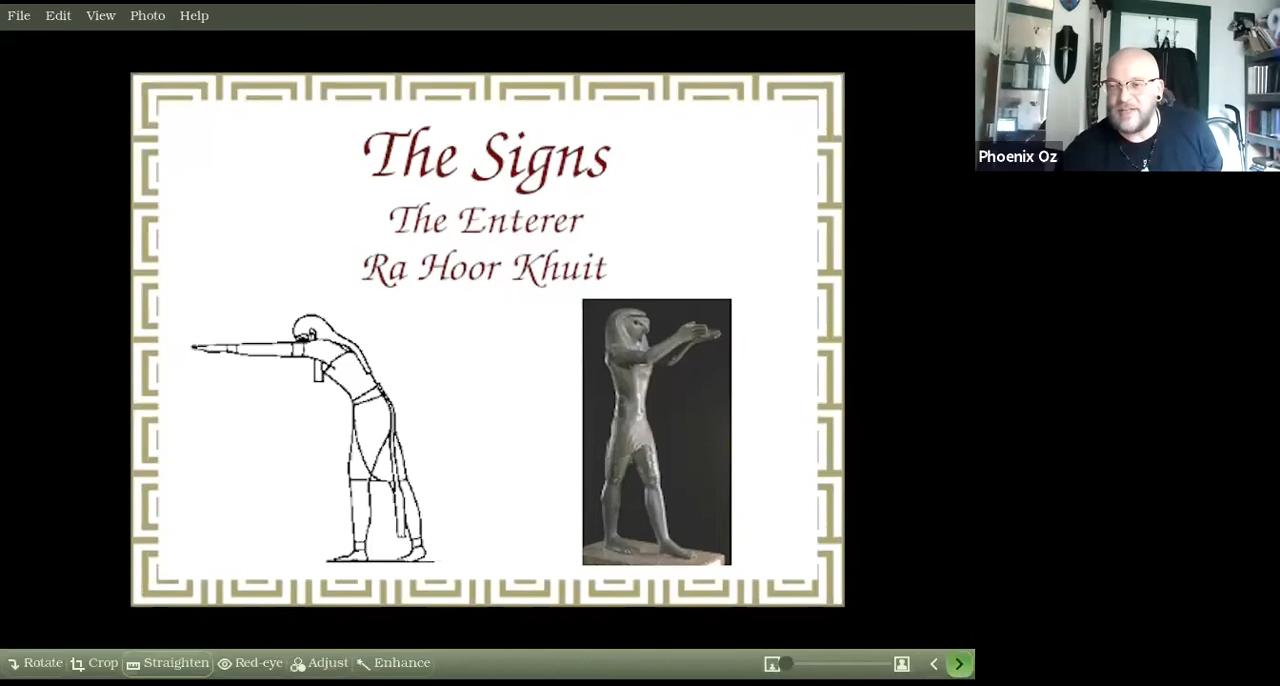 File Edit View Photo Help
The Signs
The Enterer
Ra Hoor Khuit
Phoenix Oz
Rotate Crop Straighten Red-eye Adjust Enhance